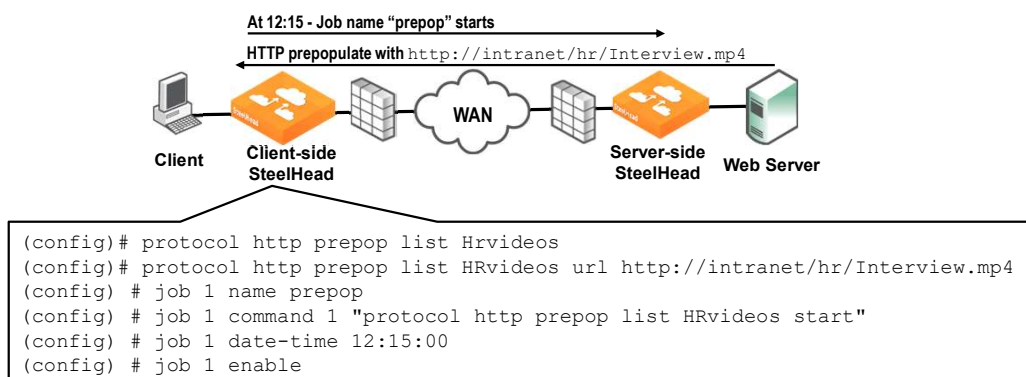 At 12:15 - Job name “prepop” starts
HTTP prepopulate with http://intranet/hr/Interview.mp4
WAN
Client
Client-side
SteelHead
Server-side
SteelHead
Web Server
(config)# protocol http prepop list Hrvideos
(config)# protocol http prepop list HRvideos url http://intranet/hr/Interview.mp4
(config) # job 1 name prepop
(config) # job 1 command 1 "protocol http prepop list HRvideos start"
(config) # job 1 date-time 12:15:00
(config) # job 1 enable